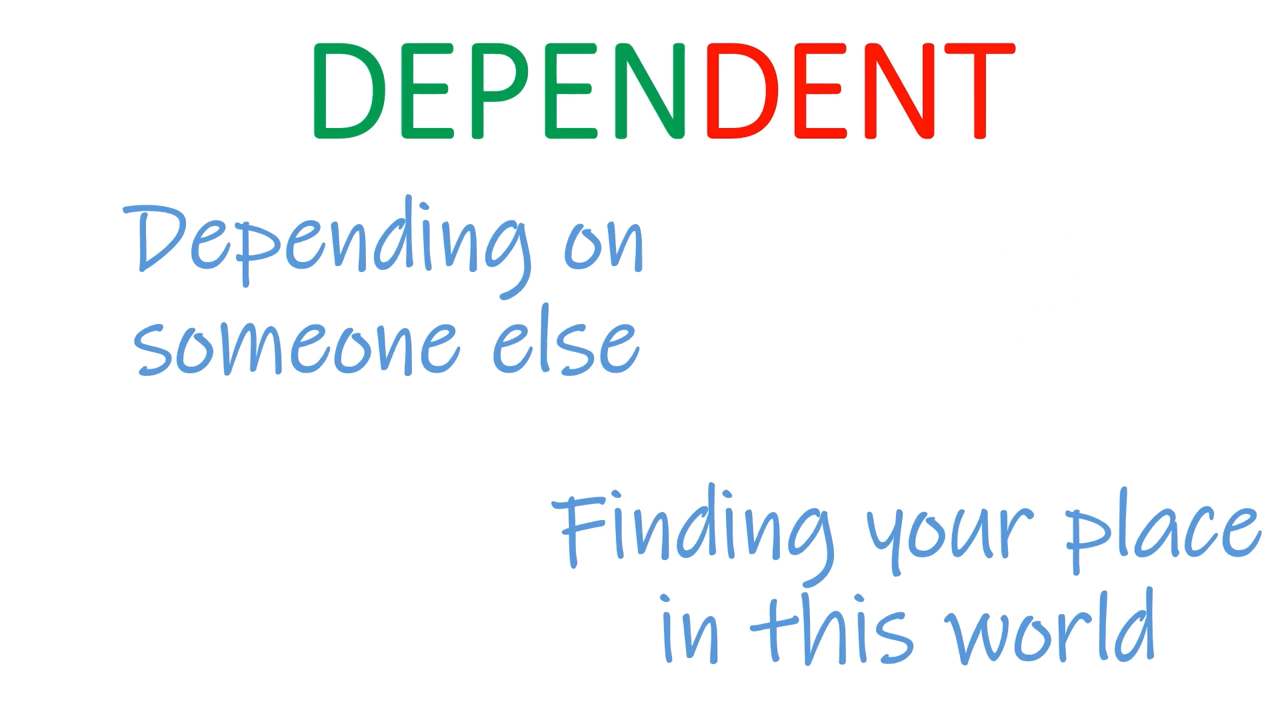 DEPENDENT
Depending on
someone else
Finding your place
in this world